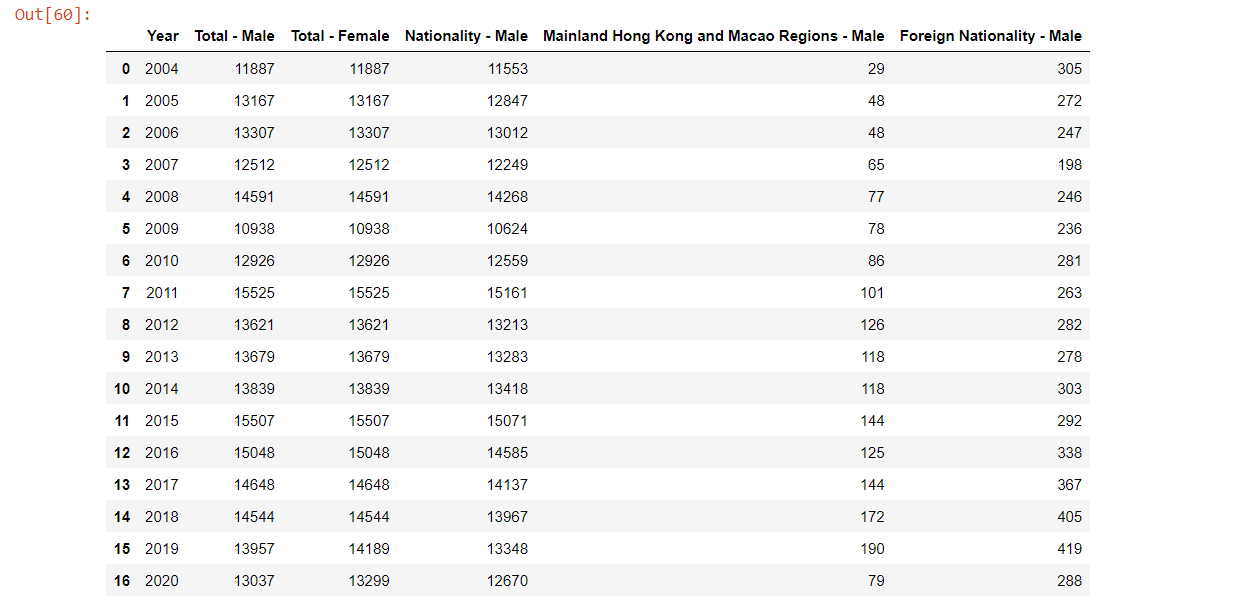 Out[60]:
Year Total - Male Total - Female Nationality - Male Mainland Hong Kong and Macao Regions - Male Foreign Nationality - Male
0 2004 11887 11887 11553 29 305
1 2005 13167 13167 12847 48 272
2 2006 13307 13307 13012 48 247
3 2007 12512 12512 12249 65 198
4 2008 14591 14591 14268 77 246
5 2009 10938 10938 10624 78 236
6 2010 12926 12926 12559 86 281
7 2011 15525 15525 15161 101 263
8 2012 13621 13621 13213 126 282
9 2013 13679 13679 13283 118 278
10 2014 13839 13839 13418 118 303
11 2015 15507 15507 15071 144 292
12 2016 15048 15048 14585 125 338
13 2017 14648 14648 14137 144 367
14 2018 14544 14544 13967 172 405
15 2019 13957 14189 13348 190 419
16 2020 13037 13299 12670 79 288